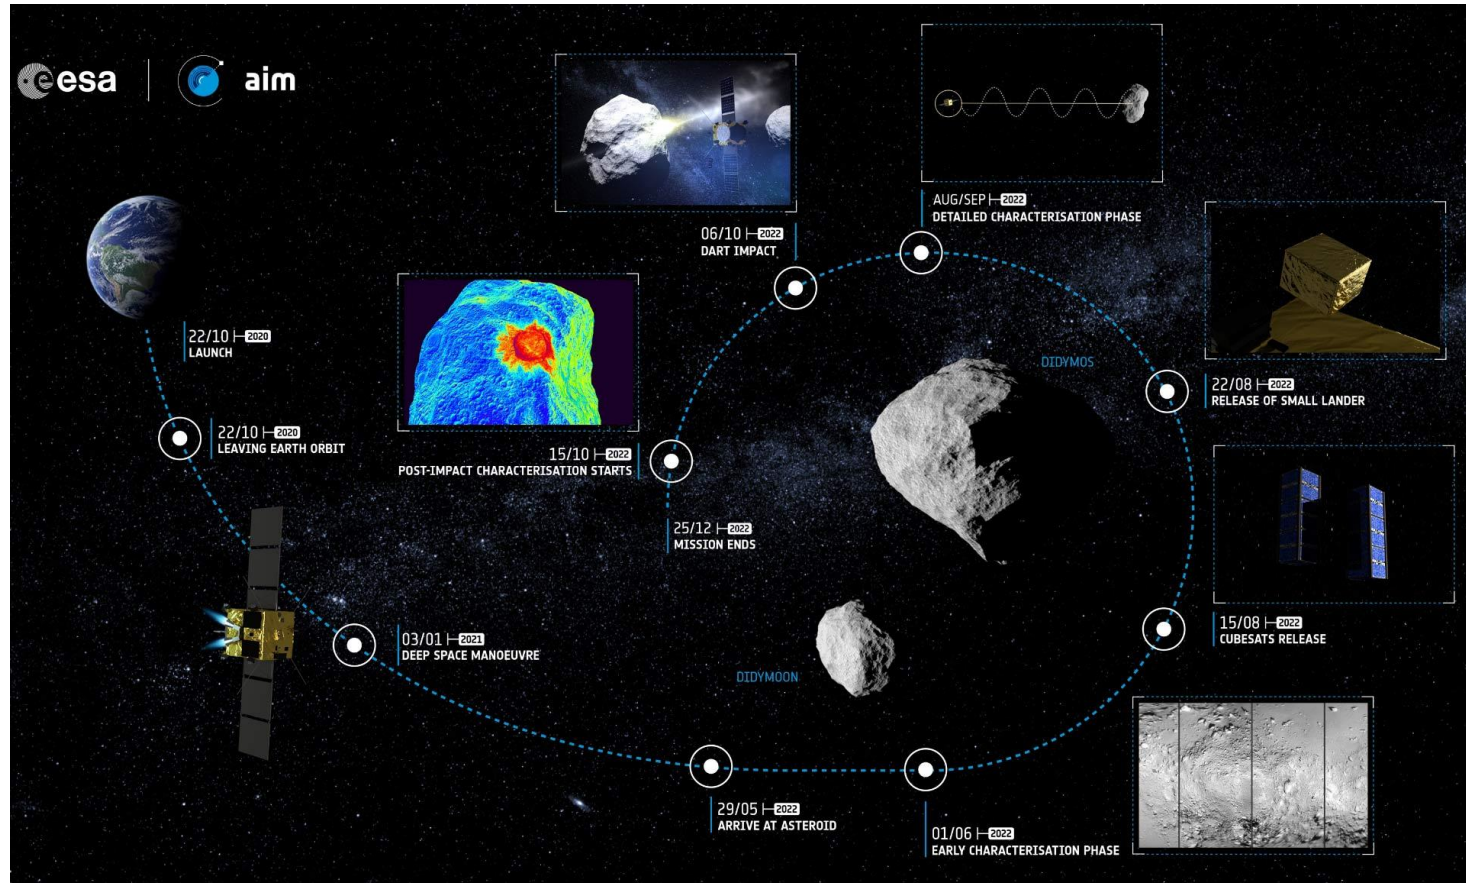 esa
aim
22/10 2020
LAUNCH
22/10 2020
LEAVING EARTH ORBIT
03/01 2021
DEEP SPACE MANOEUVRE
29/05 2022
ARRIVE AT ASTEROID
01/06 2022
EARLY CHARACTERISATION PHASE
15/08 2022
CUBESATS RELEASE
22/08 2022
RELEASE OF SMALL LANDER
AUG/SEP 2022
DETAILED CHARACTERISATION PHASE
06/10 2022
DART IMPACT
15/10 2022
POST-IMPACT CHARACTERISATION STARTS
25/12 2022
MISSION ENDS
DIDYMOS
DIDYMOON